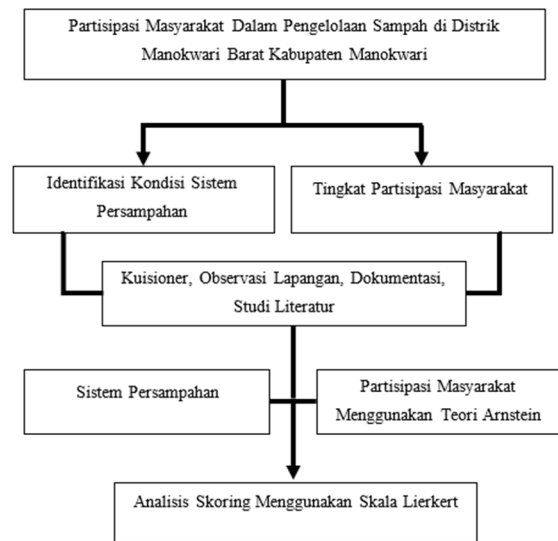 Partisipasi Masyarakat Dalam Pengelolaan Sampah di Distrik
Manokwari Barat Kabupaten Manokwari
Identifikasi Kondisi Sistem
Persampahan
Tingkat Partisipasi Masyarakat
Kuisioner, Observasi Lapangan, Dokumentasi,
Studi Literatur
Sistem Persampahan
Partisipasi Masyarakat
Menggunakan Teori Arnstein
Analisis Skoring Menggunakan Skala Lierkert